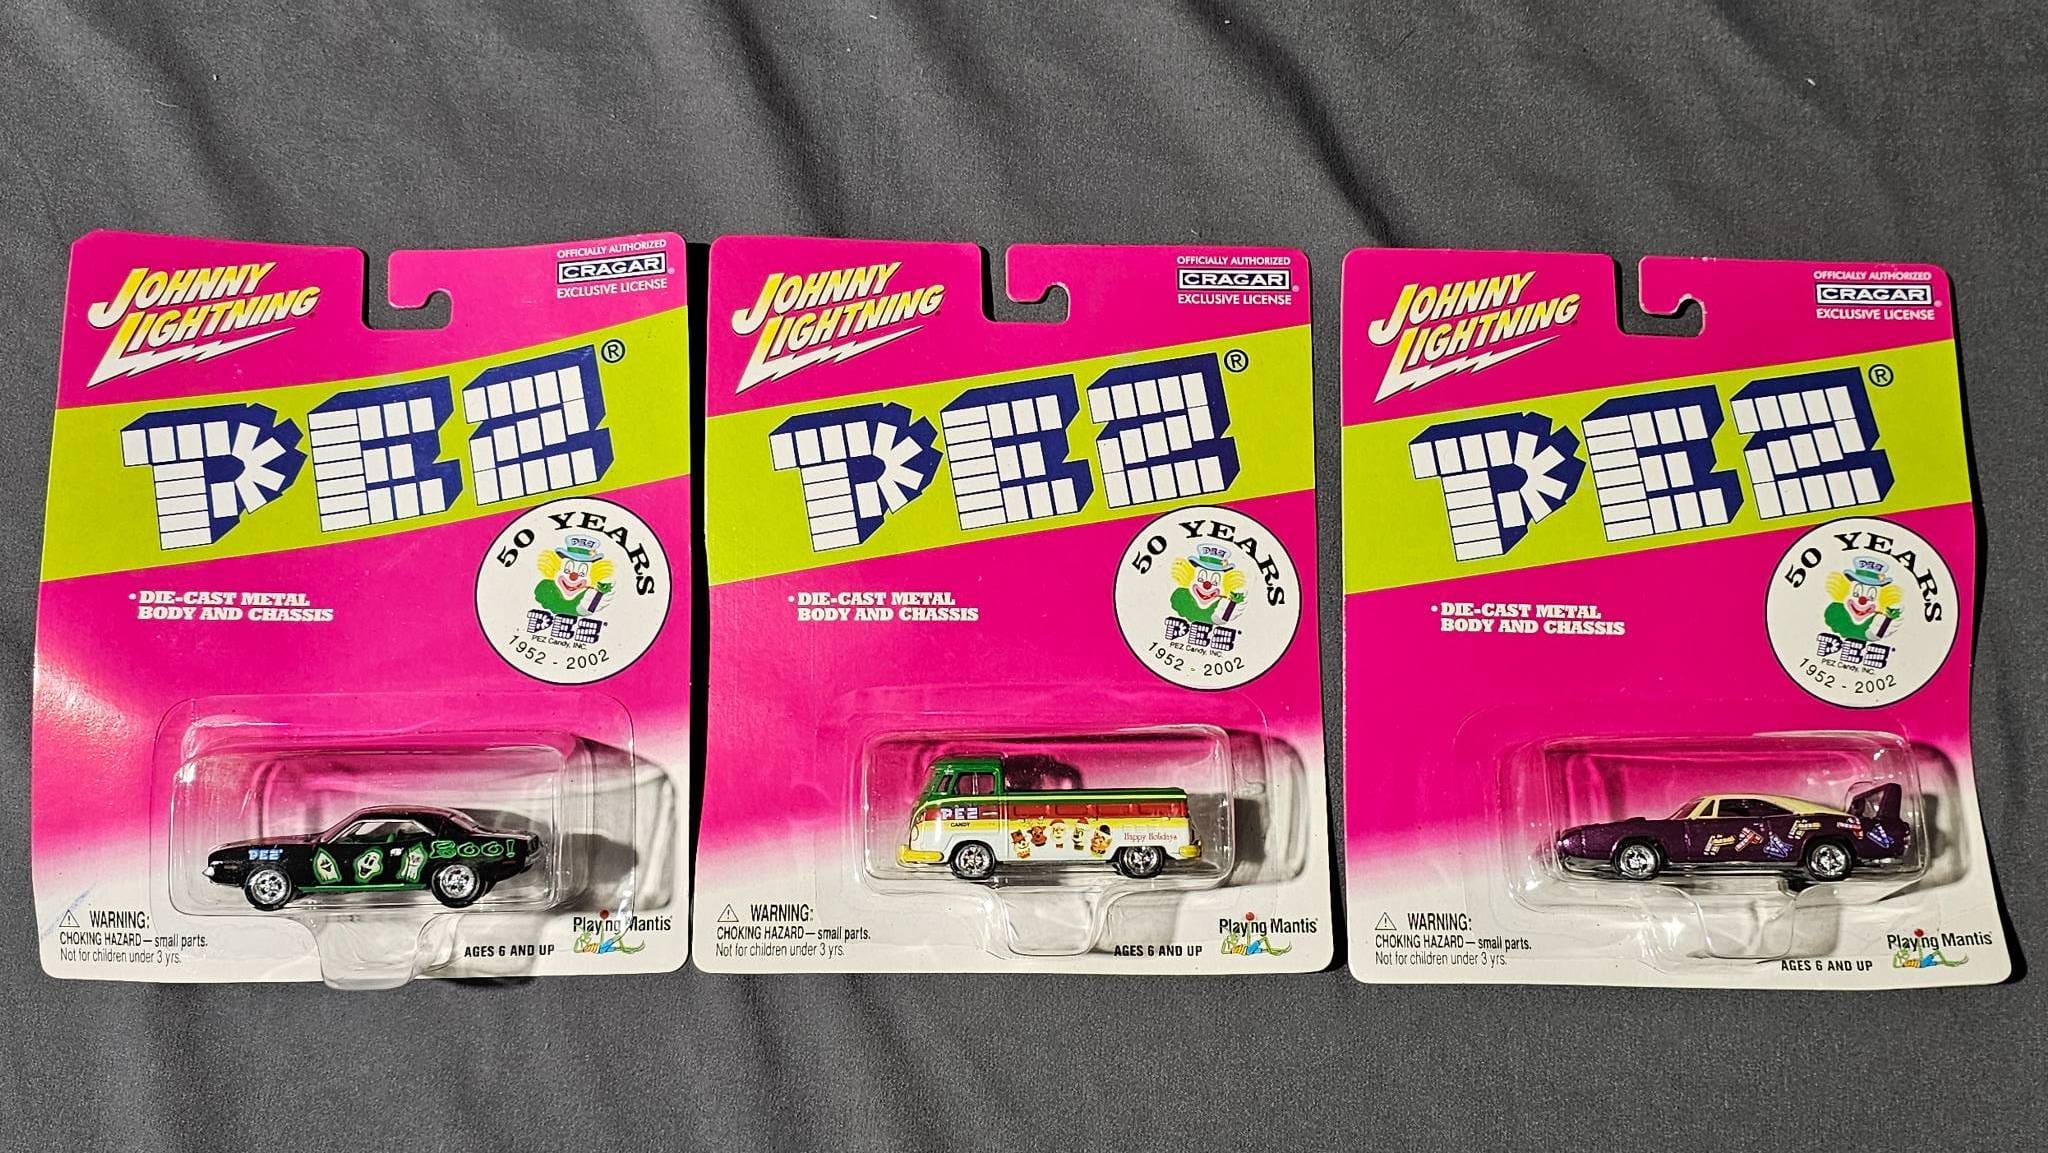 JOHNNY
LIGHTNING
OFFICIALLY AUTHORIZED
CRAGAR®
EXCLUSIVE LICENSE
PEZ®
50 YEARS
PEZ
PEZ
PEZ Candy, INC.
1952 - 2002
• DIE-CAST METAL
BODY AND CHASSIS
PEZ
BOO!
WARNING:
CHOKING HAZARD — small parts.
Not for children under 3 yrs.
AGES 6 AND UP
Playing Mantis®
JOHNNY
LIGHTNING
OFFICIALLY AUTHORIZED
CRAGAR®
EXCLUSIVE LICENSE
PEZ®
50 YEARS
PEZ
PEZ
PEZ Candy, INC.
1952 - 2002
• DIE-CAST METAL
BODY AND CHASSIS
PEZ
CANDY
Happy Holidays
WARNING:
CHOKING HAZARD — small parts.
Not for children under 3 yrs.
AGES 6 AND UP
Playing Mantis®
JOHNNY
LIGHTNING
OFFICIALLY AUTHORIZED
CRAGAR®
EXCLUSIVE LICENSE
PEZ®
50 YEARS
PEZ
PEZ
PEZ Candy, INC.
1952 - 2002
• DIE-CAST METAL
BODY AND CHASSIS
WARNING:
CHOKING HAZARD — small parts.
Not for children under 3 yrs.
AGES 6 AND UP
Playing Mantis®